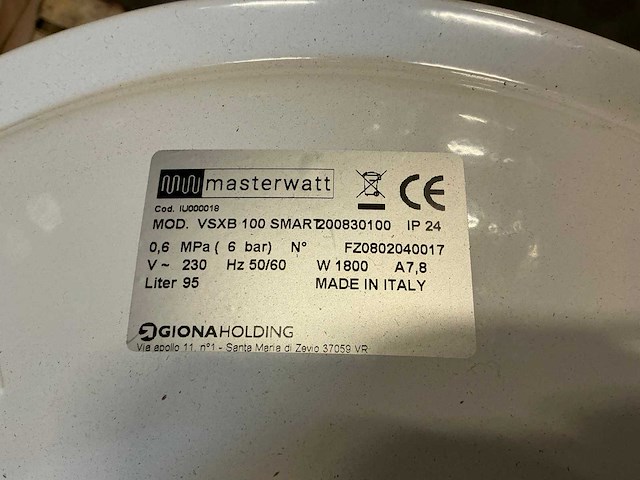 masterwatt CE
Cod. IU000018
MOD. VSXB 100 SMART200830100 IP 24
0,6 MPa ( 6 bar) N° FZ0802040017
V~ 230 Hz 50/60 W 1800 A7,8
Liter 95 MADE IN ITALY
GIONAHOLDING
Via apollo 11, n°1 - Santa Maria di Zevio 37059 VR